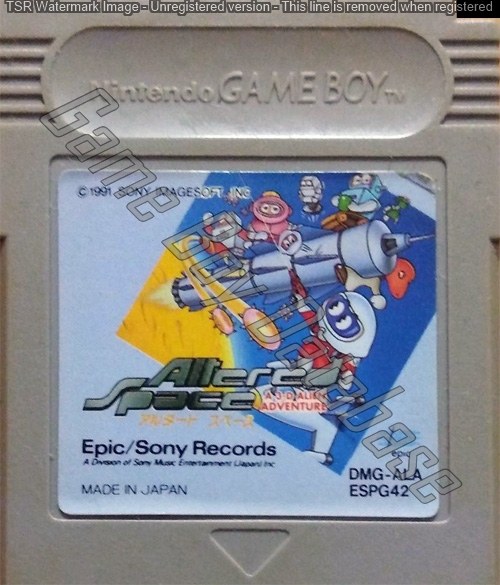 TSR Watermark Image - Unregistered version - This line is removed when registered
Nintendo GAME BOY TM
Game Boy Database
© 1991 SONY IMAGESOFT, INC
Altered
Space
A 3-D ALIEN
ADVENTURE
アルタード スペース
Epic/Sony Records
A Division of Sony Music Entertainment (Japan) Inc
DMG-ALA
MADE IN JAPAN
ESPG42